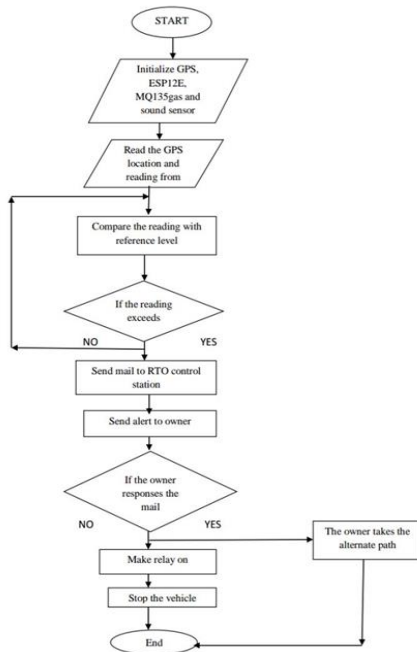 START
Initialize GPS,
ESP12E,
MQ135gas and
sound sensor
Read the GPS
location and
reading from
Compare the reading with
reference level
If the reading
exceeds
NO YES
Send mail to RTO control
station
Send alert to owner
If the owner
responses the
mail
NO YES
The owner takes the
alternate path
Make relay on
Stop the vehicle
End